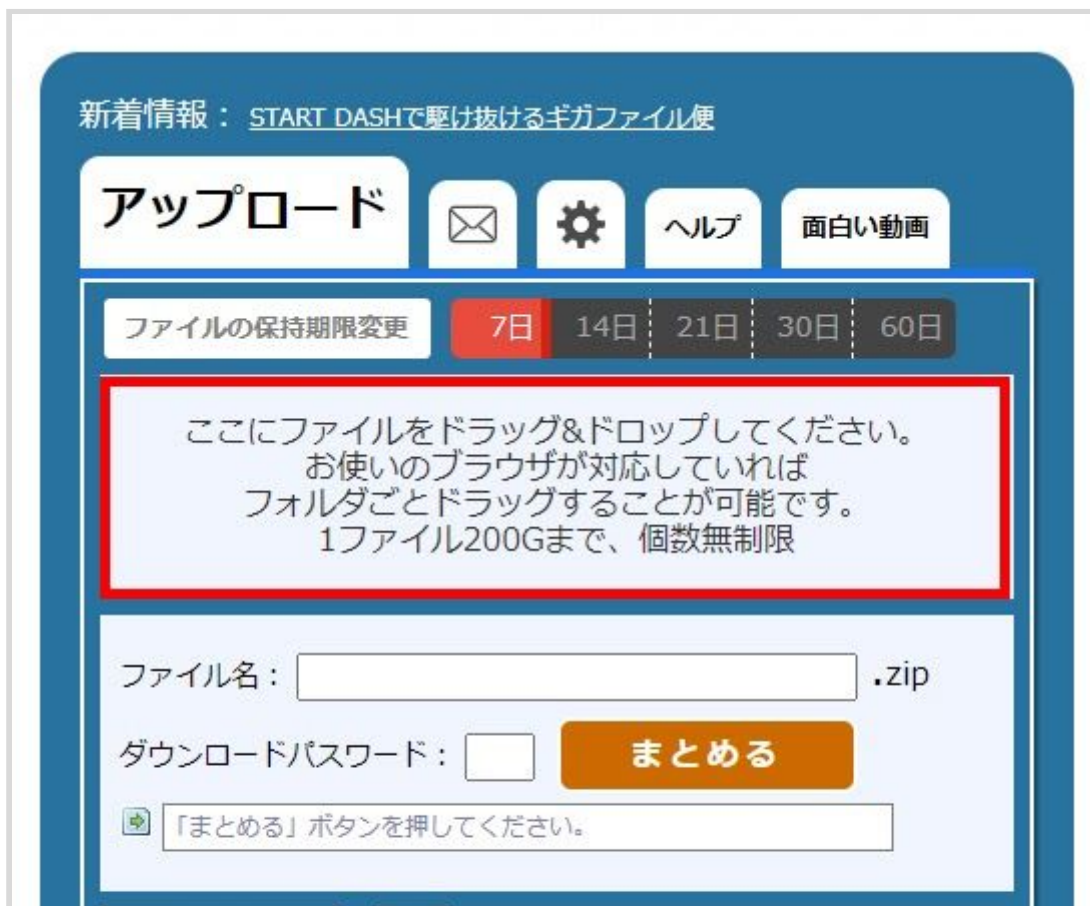 新着情報： START DASHで駆け抜けるギガファイル便
アップロード ヘルプ 面白い動画
ファイルの保持期限変更 7日 14日 21日 30日 60日
ここにファイルをドラッグ&ドロップしてください。
お使いのブラウザが対応していれば
フォルダごとドラッグすることが可能です。
1ファイル200Gまで、個数無制限
ファイル名： .zip
ダウンロードパスワード： まとめる
「まとめる」ボタンを押してください。